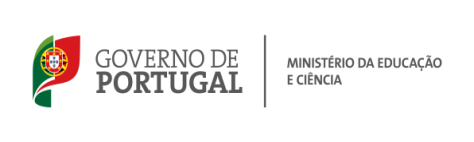 GOVERNO DE
PORTUGAL
MINISTÉRIO DA EDUCAÇÃO
E CIÊNCIA